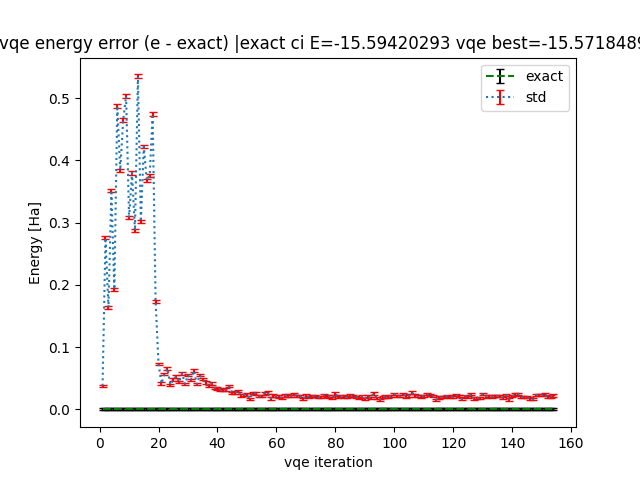 vqe energy error (e - exact) |exact ci E=-15.59420293 vqe best=-15.5718489
exact
std
Energy [Ha]
0.5
0.4
0.3
0.2
0.1
0.0
0 20 40 60 80 100 120 140 160
vqe iteration